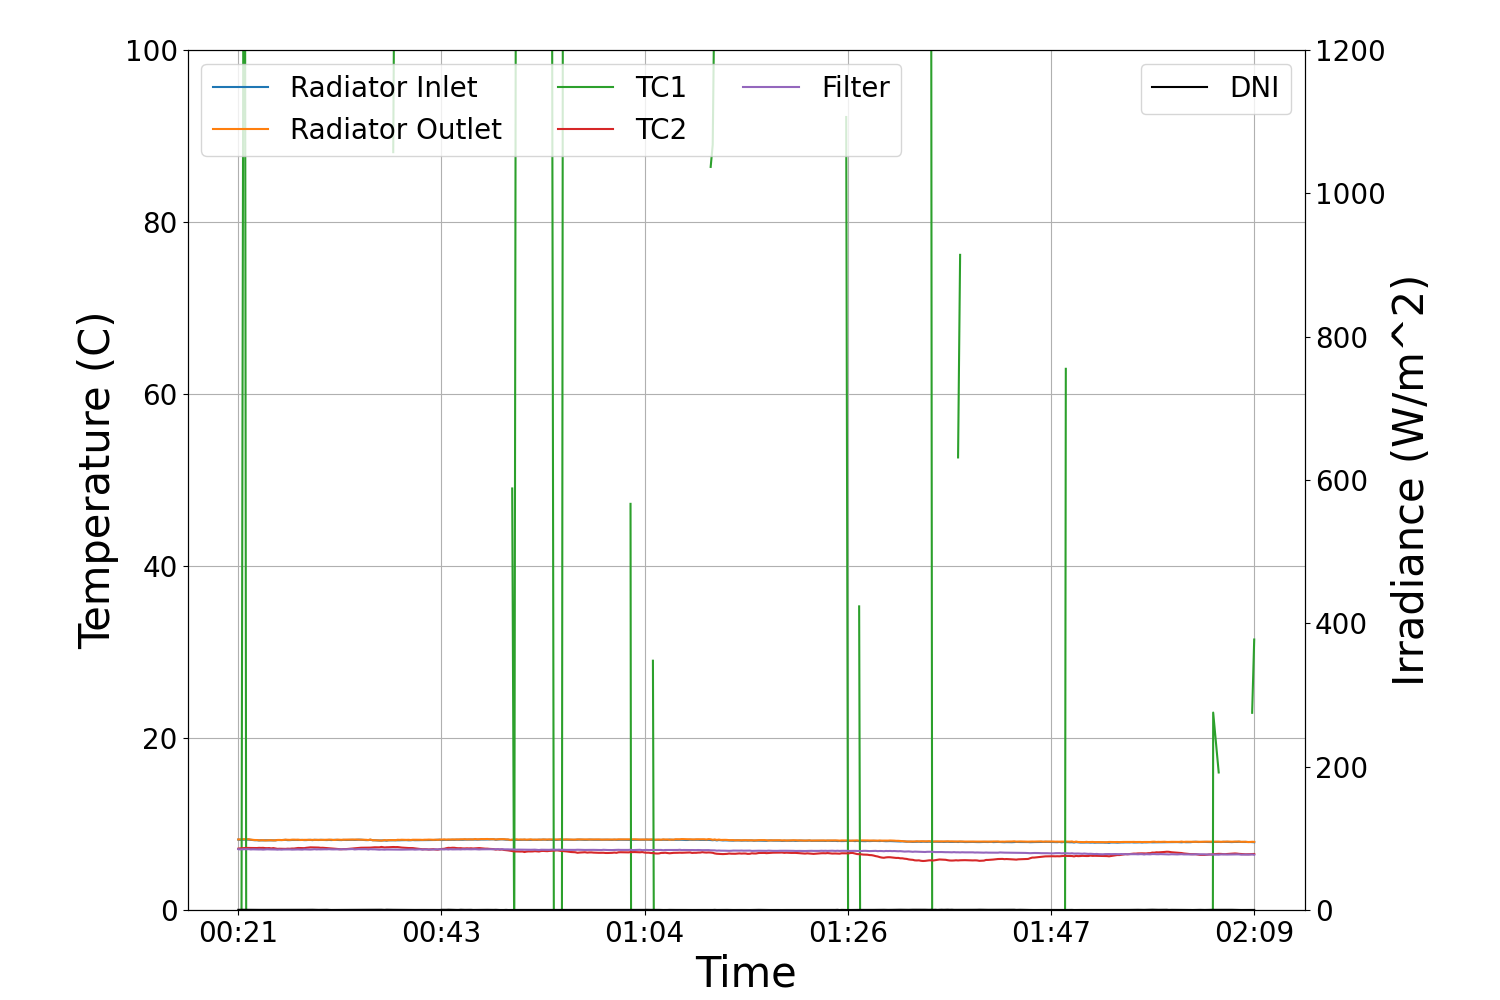 100
80
60
40
20
0
1200
1000
800
600
400
200
0
Radiator Inlet
Radiator Outlet
TC1
TC2
Filter
DNI
Temperature (C)
Irradiance (W/m^2)
00:21
00:43
01:04
01:26
01:47
02:09
Time